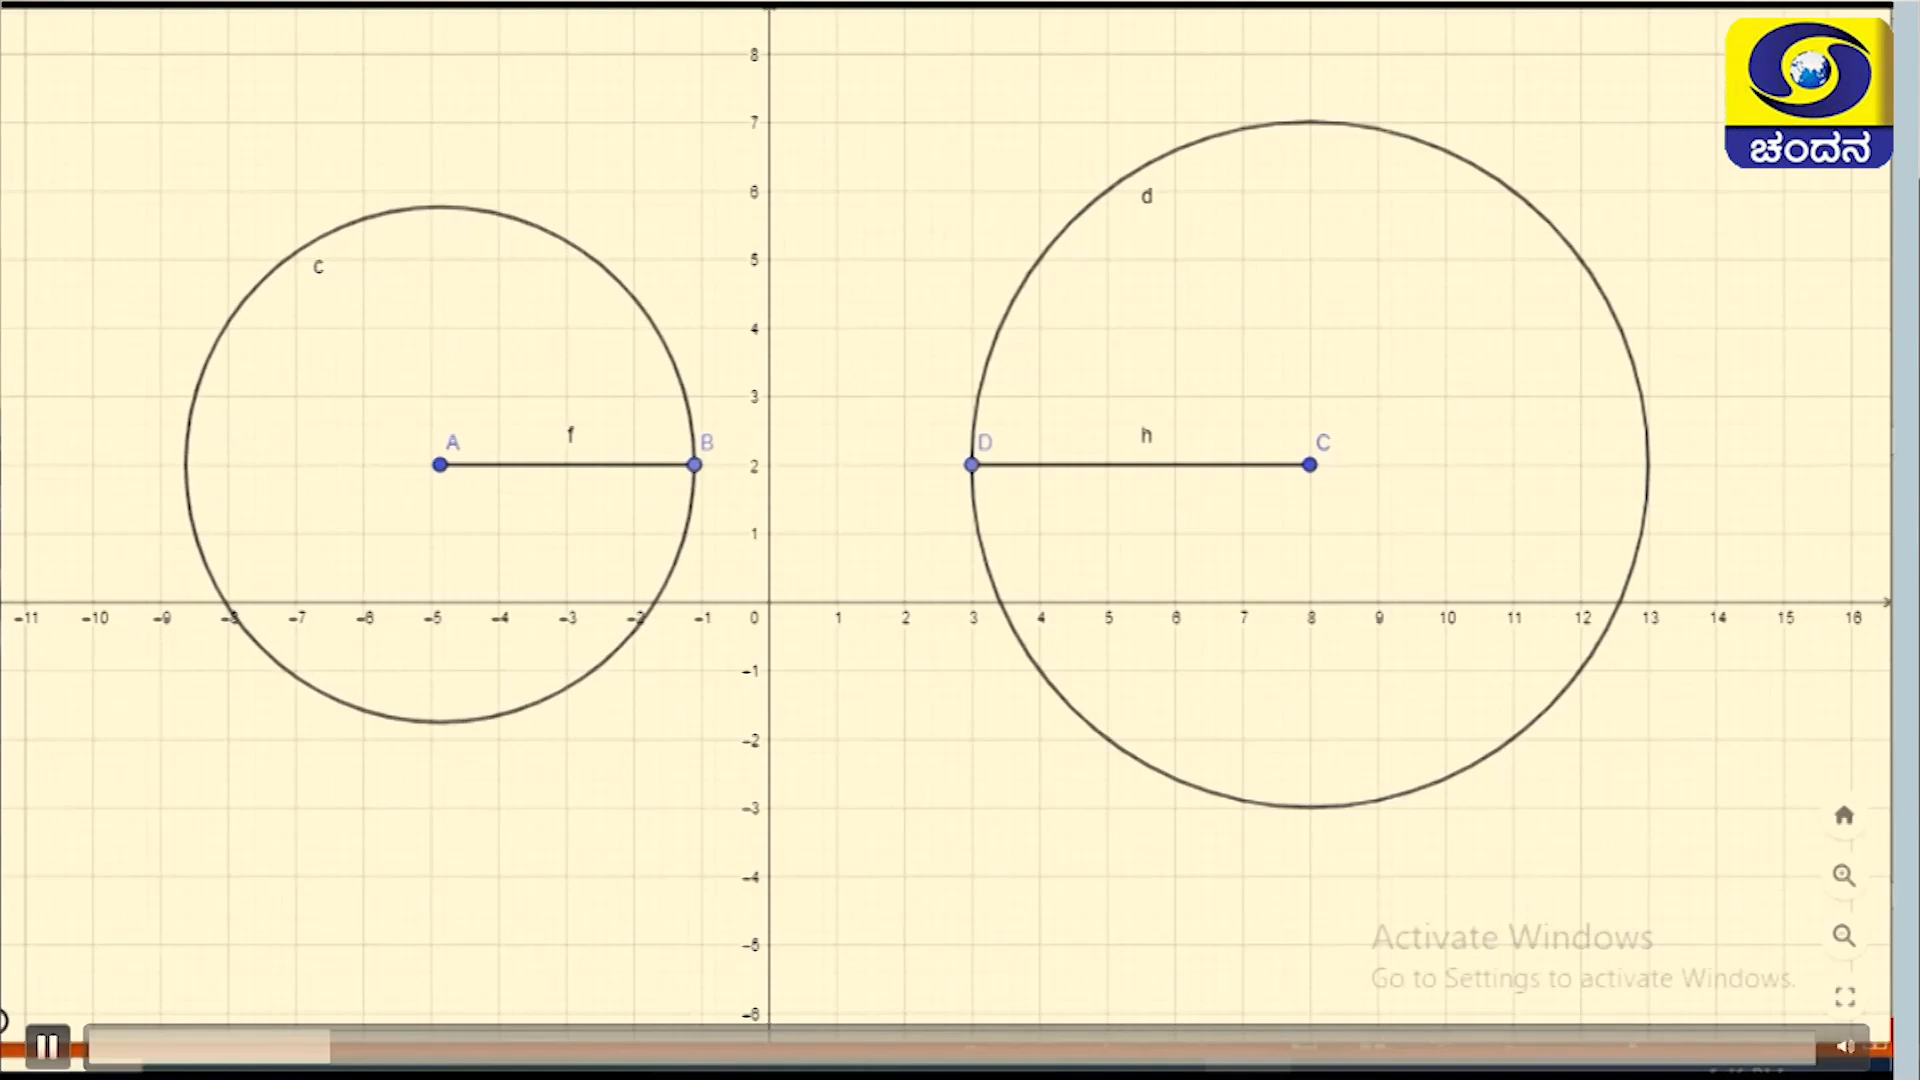 8
7
ಚಂದನ
d
6
c
5
4
3
A
f
B
D
h
C
2
1
-11 -10 -9 -8 -7 -6 -5 -4 -3 -2 -1 0 1 2 3 4 5 6 7 8 9 10 11 12 13 14 15 16
-1
-2
-3
-4
-5
-6
Activate Windows
Go to Settings to activate Windows.